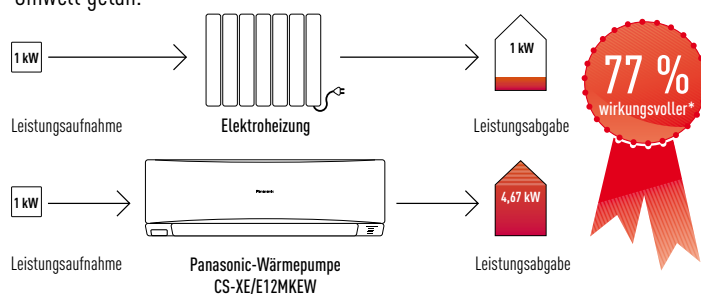 Umwelt getan.
1 kW
1 kW
77 %
wirkungsvoller*
Leistungsaufnahme
Elektroheizung
Leistungsabgabe
1 kW
Panasonic
4,67 kW
Leistungsaufnahme
Panasonic-Wärmepumpe
CS-XE/E12MKEW
Leistungsabgabe